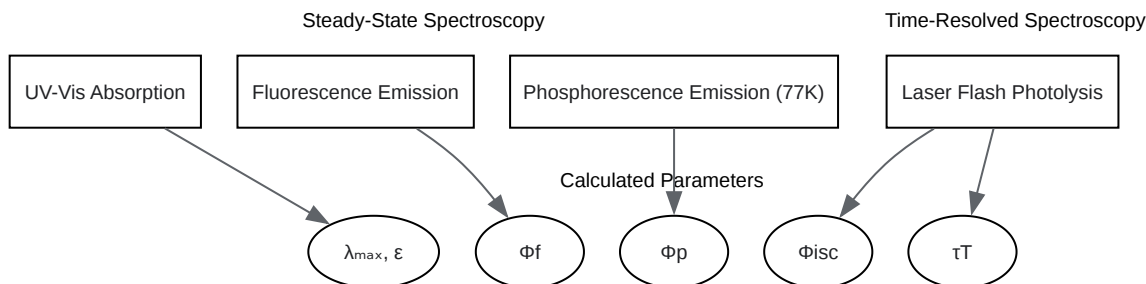 Steady-State Spectroscopy
Time-Resolved Spectroscopy
UV-Vis Absorption
Fluorescence Emission
Phosphorescence Emission (77K)
Laser Flash Photolysis
Calculated Parameters
λₘₐₓ, ε
Φf
Φp
Φisc
τT